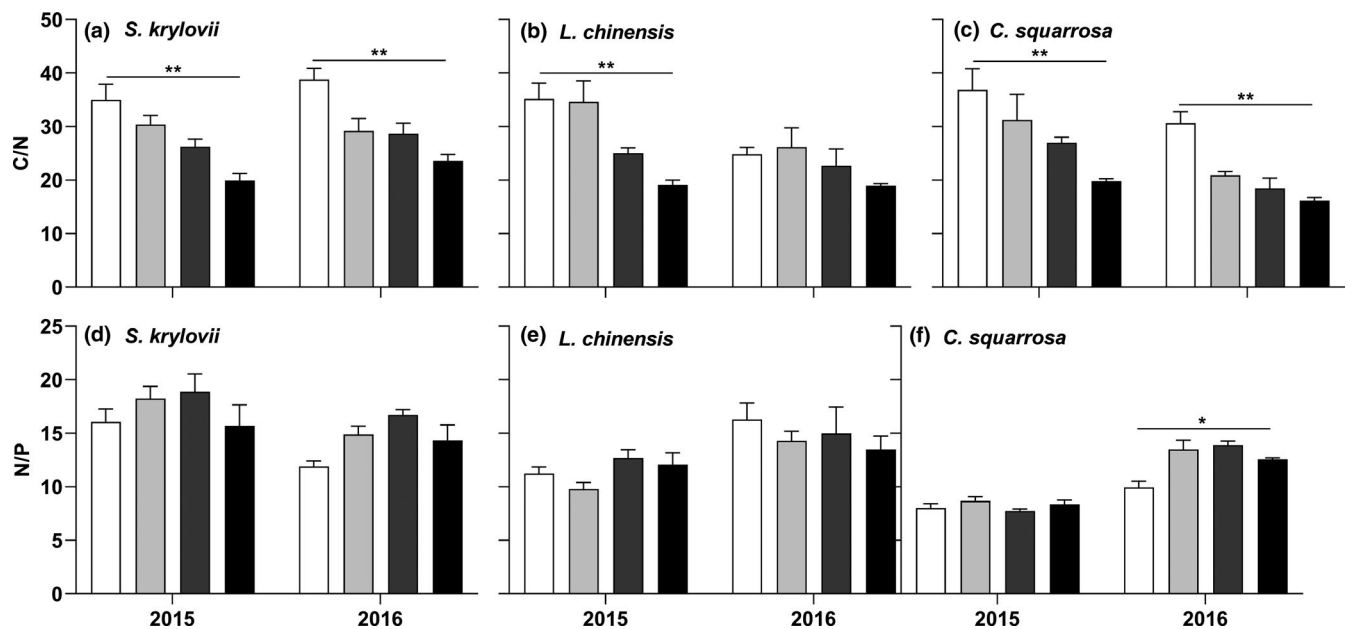 (a) S. krylovii
(b) L. chinensis
(c) C. squarrosa
50
40
30
20
10
0
C/N
**
**
**
**
**
(d) S. krylovii
(e) L. chinensis
(f) C. squarrosa
25
20
15
10
5
0
N/P
*
2015 2016 2015 2016 2015 2016